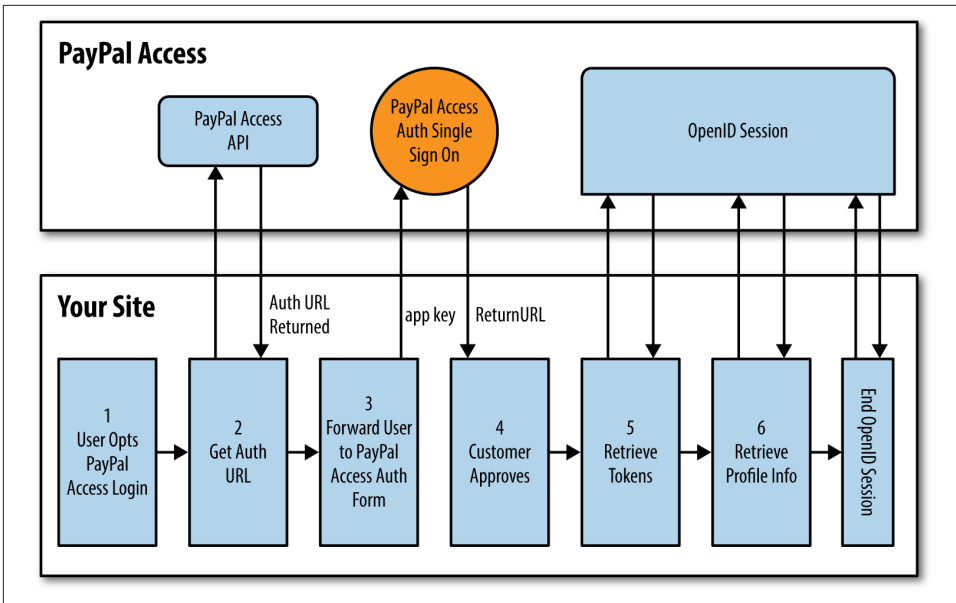 PayPal Access
PayPal Access
API
PayPal Access
Auth Single
Sign On
OpenID Session
Your Site
Auth URL
Returned
app key
ReturnURL
1
User Opts
PayPal
Access Login
2
Get Auth
URL
3
Forward User
to PayPal
Access Auth
Form
4
Customer
Approves
5
Retrieve
Tokens
6
Retrieve
Profile Info
End OpenID Session